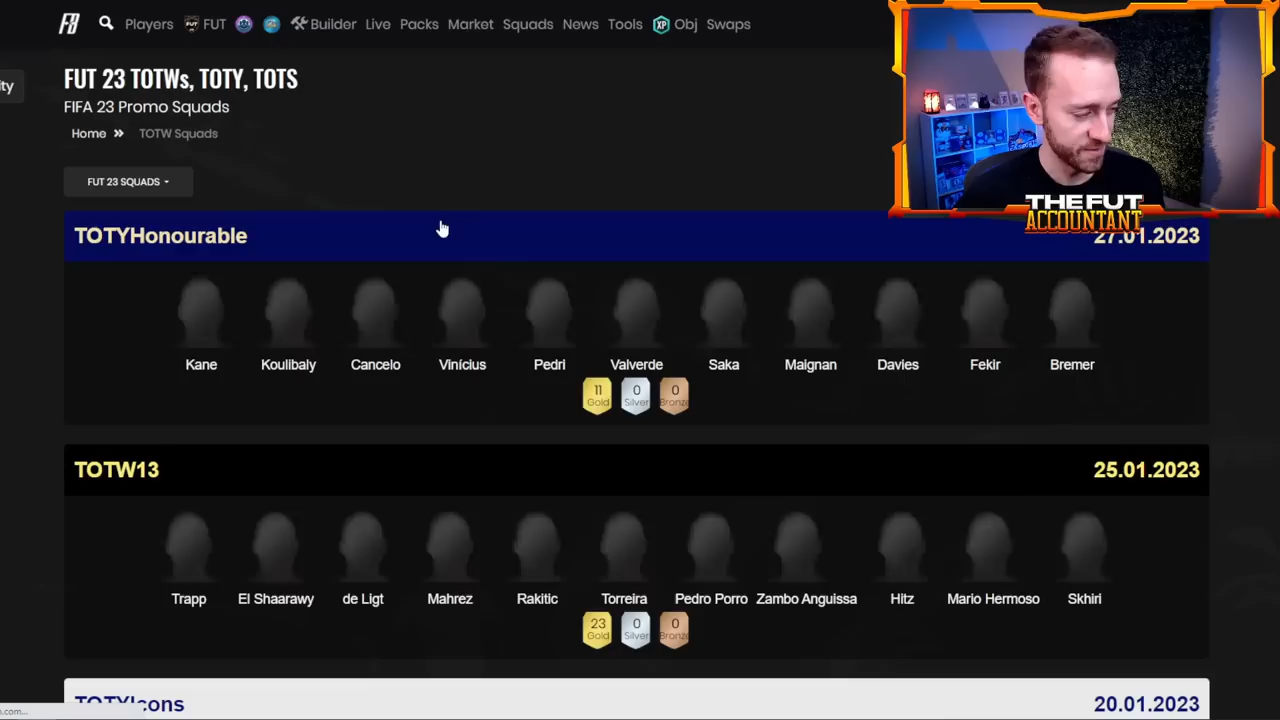 FB Players FUT Builder Live Packs Market Squads News Tools XP Obj Swaps
ity
FUT 23 TOTWs, TOTY, TOTS
FIFA 23 Promo Squads
Home » TOTW Squads
FUT 23 SQUADS
THE FUT
ACCOUNTANT
TOTYHonourable 27.01.2023
Kane Koulibaly Cancelo Vinícius Pedri Valverde Saka Maignan Davies Fekir Bremer
11 0 0
Gold Silver Bronze
TOTW13 25.01.2023
Trapp El Shaarawy de Ligt Mahrez Rakitic Torreira Pedro Porro Zambo Anguissa Hitz Mario Hermoso Skhiri
23 0 0
Gold Silver Bronze
TOTYIcons 20.01.2023
n.com...